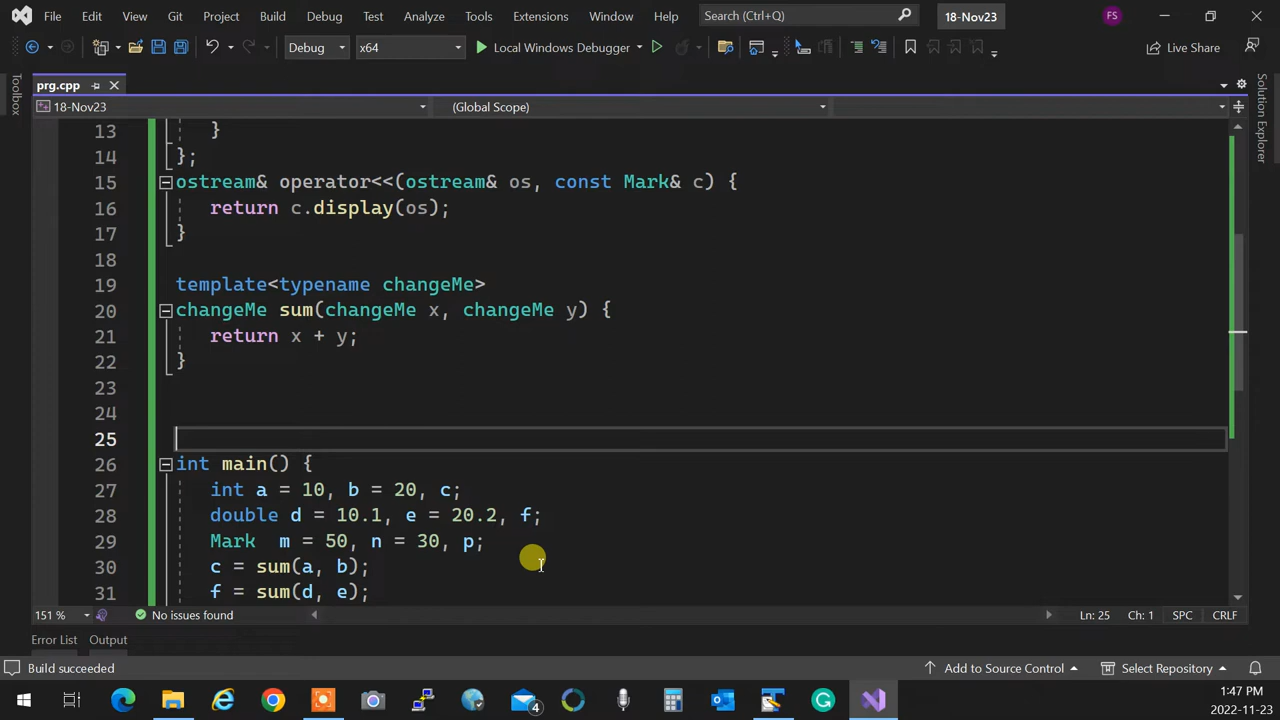 File Edit View Git Project Build Debug Test Analyze Tools Extensions Window Help Search (Ctrl+Q) 18-Nov23 FS
Debug x64 Local Windows Debugger Live Share
prg.cpp
18-Nov23 (Global Scope)
Toolbox
Solution Explorer
13 }
14 };
15 ostream& operator<<(ostream& os, const Mark& c) {
16 return c.display(os);
17 }
18
19 template<typename changeMe>
20 changeMe sum(changeMe x, changeMe y) {
21 return x + y;
22 }
23
24
25
26 int main() {
27 int a = 10, b = 20, c;
28 double d = 10.1, e = 20.2, f;
29 Mark  m = 50, n = 30, p;
30 c = sum(a, b);
31 f = sum(d, e);
151 % No issues found Ln: 25 Ch: 1 SPC CRLF
Error List Output
Build succeeded Add to Source Control Select Repository
4
1:47 PM
2022-11-23